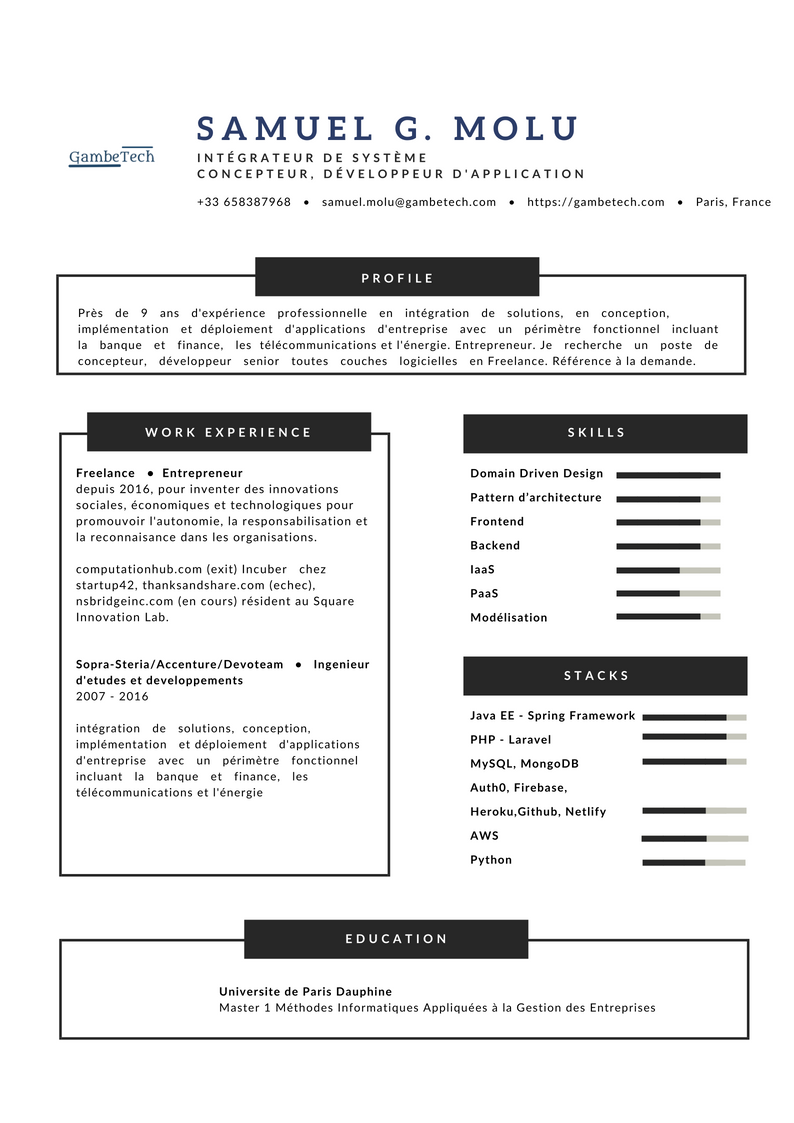 GambeTech
SAMUEL G. MOLU
INTÉGRATEUR DE SYSTÈME
CONCEPTEUR, DÉVELOPPEUR D'APPLICATION
+33 658387968 • samuel.molu@gambetech.com • https://gambetech.com • Paris, France
PROFILE
Près de 9 ans d'expérience professionnelle en intégration de solutions, en conception,
implémentation et déploiement d'applications d'entreprise avec un périmètre fonctionnel incluant
la banque et finance, les télécommunications et l'énergie. Entrepreneur. Je recherche un poste de
concepteur, développeur senior toutes couches logicielles en Freelance. Référence à la demande.
WORK EXPERIENCE
Freelance • Entrepreneur
depuis 2016, pour inventer des innovations
sociales, économiques et technologiques pour
promouvoir l'autonomie, la responsabilisation et
la reconnaisance dans les organisations.
computationhub.com (exit) Incuber chez
startup42, thanksandshare.com (echec),
nsbridgeinc.com (en cours) résident au Square
Innovation Lab.
Sopra-Steria/Accenture/Devoteam • Ingenieur
d'etudes et developpements
2007 - 2016
intégration de solutions, conception,
implémentation et déploiement d'applications
d'entreprise avec un périmètre fonctionnel
incluant la banque et finance, les
télécommunications et l'énergie
SKILLS
Domain Driven Design
Pattern d'architecture
Frontend
Backend
IaaS
PaaS
Modélisation
STACKS
Java EE - Spring Framework
PHP - Laravel
MySQL, MongoDB
Auth0, Firebase,
Heroku,Github, Netlify
AWS
Python
EDUCATION
Universite de Paris Dauphine
Master 1 Méthodes Informatiques Appliquées à la Gestion des Entreprises